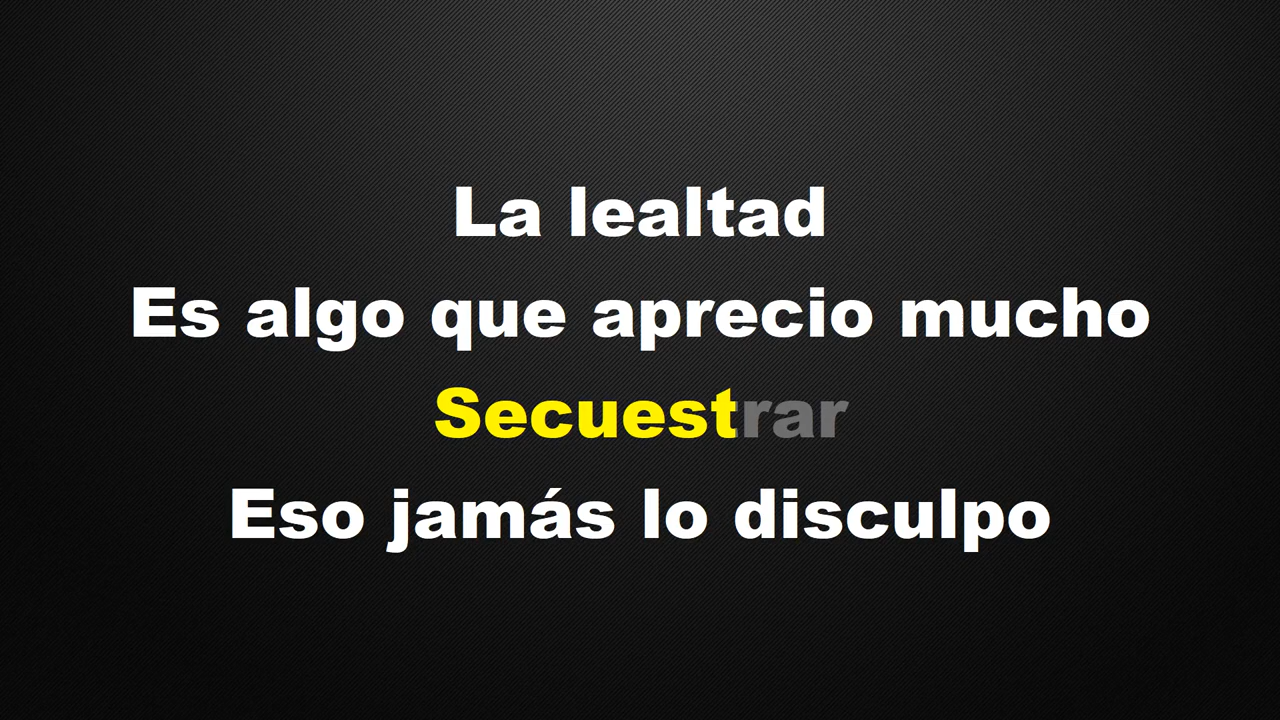 La lealtad
Es algo que aprecio mucho
Secuestrar
Eso jamás lo disculpo